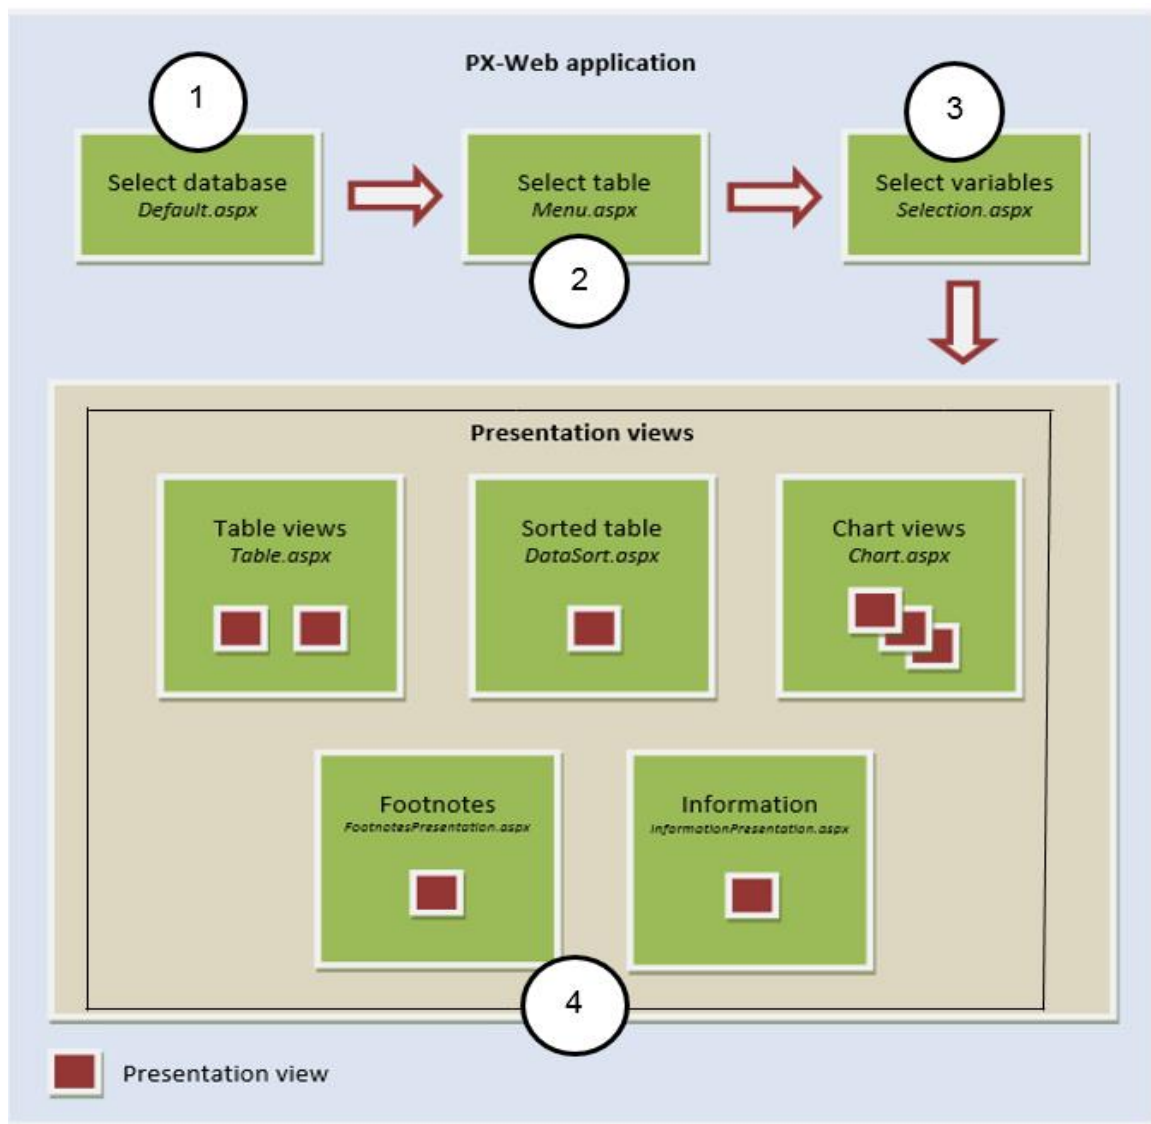 PX-Web application
1
3
Select database
Default.aspx
Select table
Menu.aspx
Select variables
Selection.aspx
2
Presentation views
Table views
Table.aspx
Sorted table
DataSort.aspx
Chart views
Chart.aspx
Footnotes
FootnotesPresentation.aspx
Information
InformationPresentation.aspx
4
Presentation view